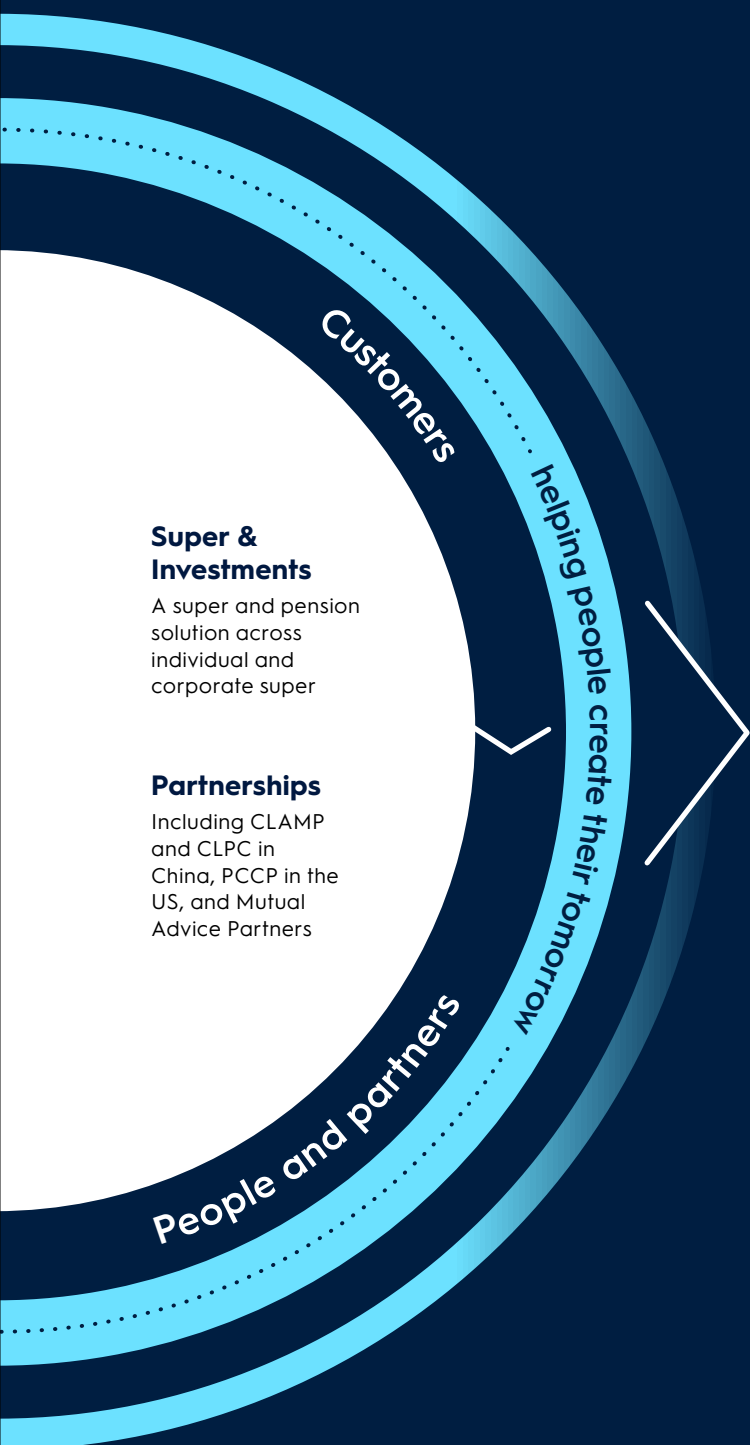 Customers
helping people create their tomorrow
Super &
Investments
A super and pension
solution across
individual and
corporate super
Partnerships
Including CLAMP
and CLPC in
China, PCCP in the
US, and Mutual
Advice Partners
People and partners